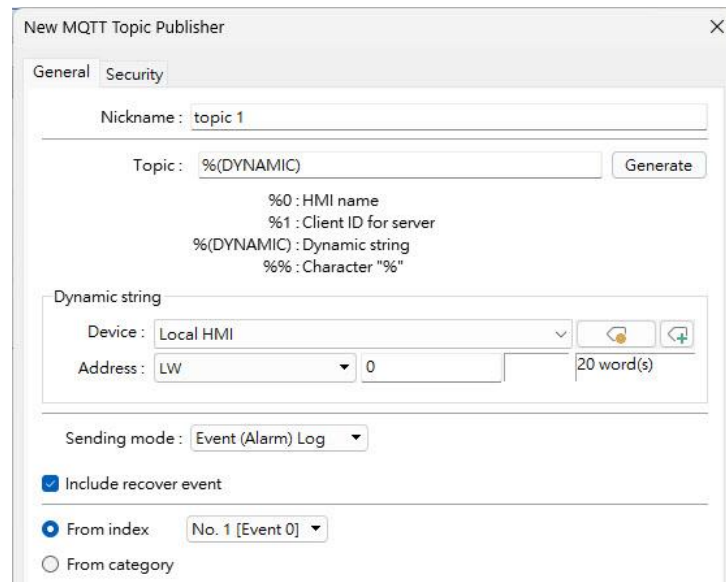 New MQTT Topic Publisher
General Security
Nickname : topic 1
Topic : %(DYNAMIC) Generate
%0 : HMI name
%1 : Client ID for server
%(DYNAMIC) : Dynamic string
%% : Character "%"
Dynamic string
Device : Local HMI
Address : LW 0 20 word(s)
Sending mode : Event (Alarm) Log
Include recover event
From index No. 1 [Event 0]
From category